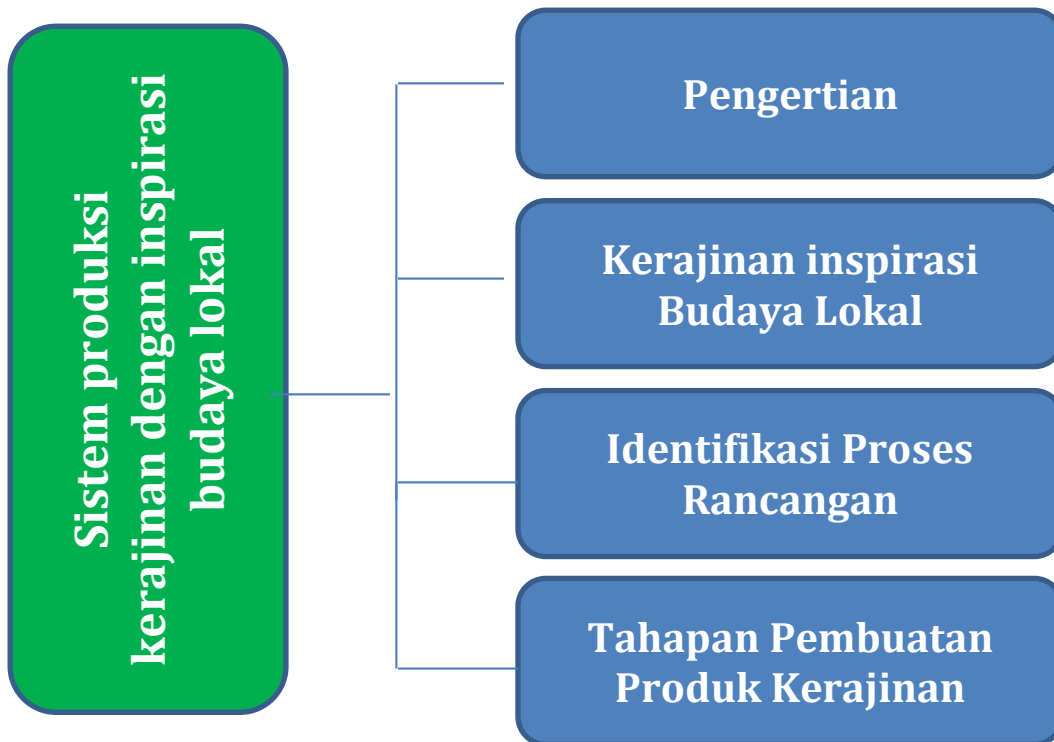 Sistem produksi
kerajinan dengan inspirasi
budaya lokal
Pengertian
Kerajinan inspirasi
Budaya Lokal
Identifikasi Proses
Rancangan
Tahapan Pembuatan
Produk Kerajinan